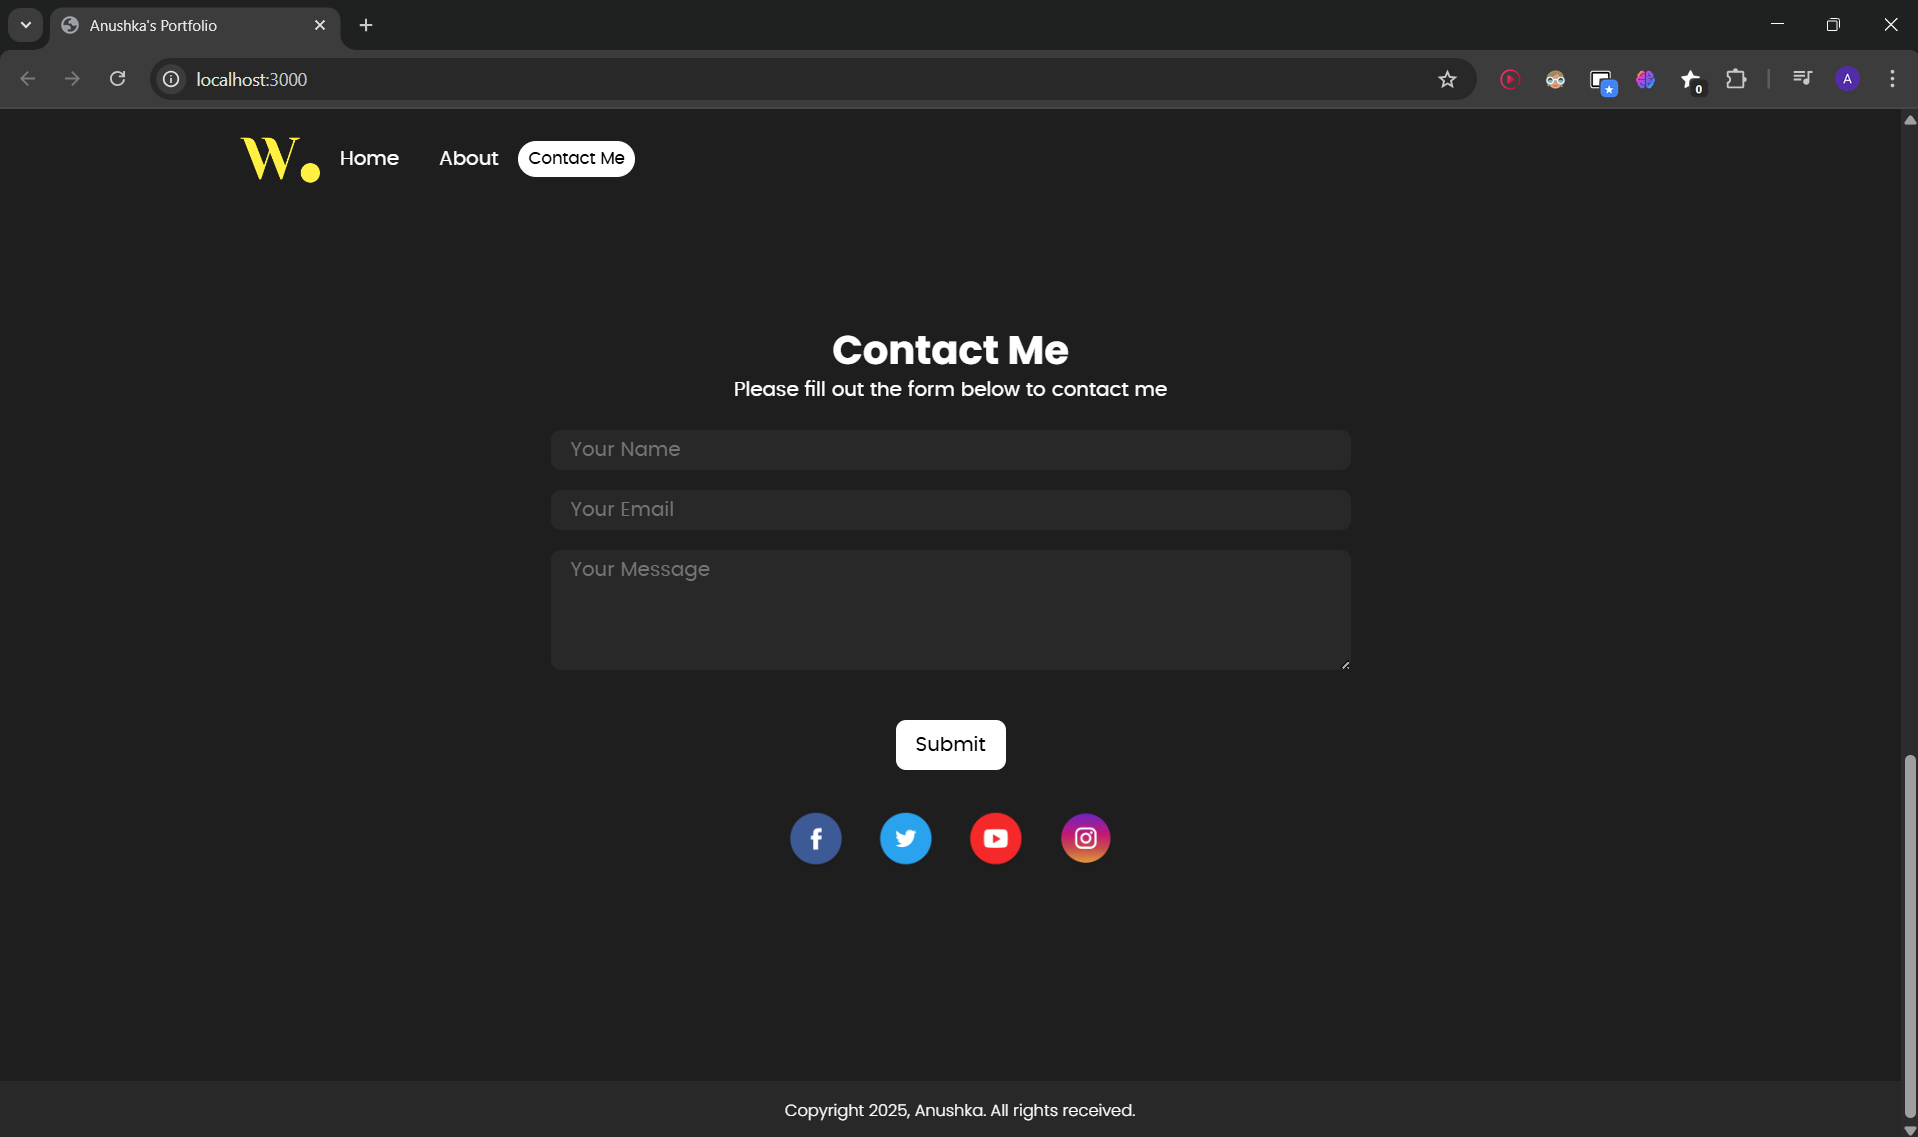 Anushka's Portfolio
localhost:3000
0
A
W.
Home
About
Contact Me
Contact Me
Please fill out the form below to contact me
Your Name
Your Email
Your Message
Submit
Copyright 2025, Anushka. All rights received.